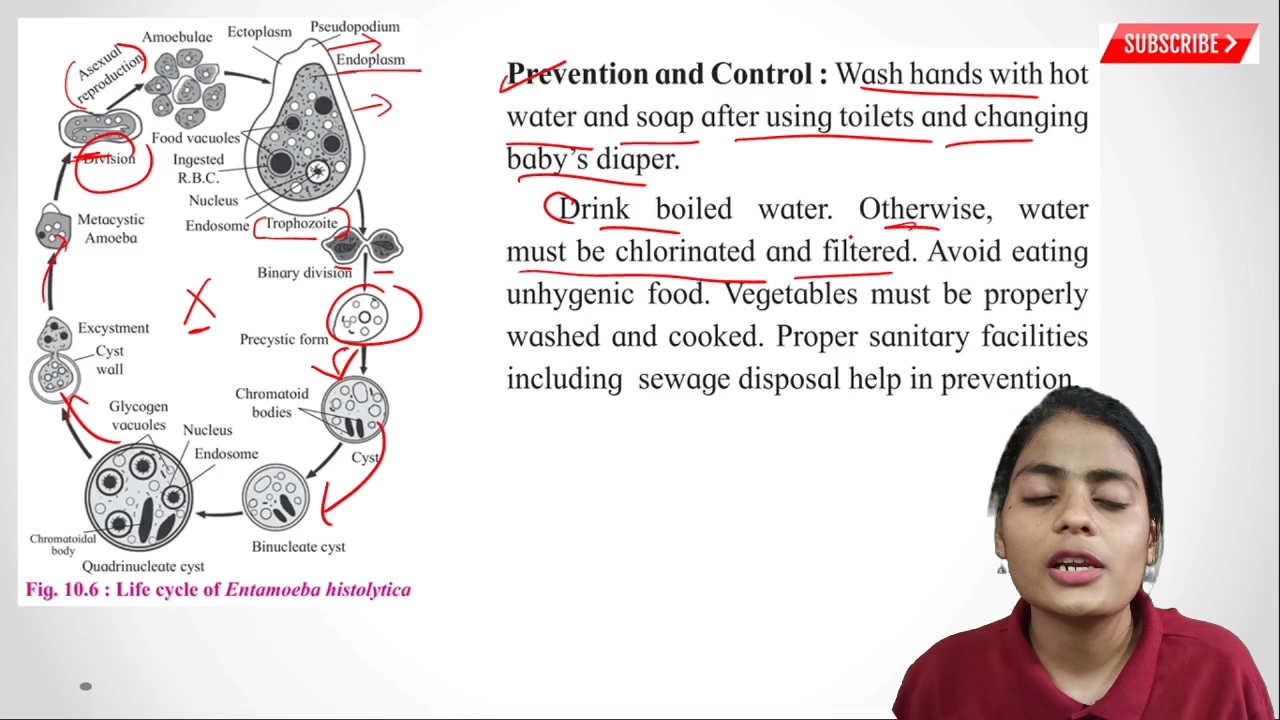 SUBSCRIBE
Prevention and Control : Wash hands with hot
water and soap after using toilets and changing
baby's diaper.
Drink boiled water. Otherwise, water
must be chlorinated and filtered. Avoid eating
unhygenic food. Vegetables must be properly
washed and cooked. Proper sanitary facilities
including sewage disposal help in prevention.
Asexual
reproduction
Amoebulae
Ectoplasm
Pseudopodium
Endoplasm
Food vacuoles
Ingested
R.B.C.
Nucleus
Endosome
Trophozoite
Division
Metacystic
Amoeba
Binary division
Precystic form
Excystment
Cyst
wall
Chromatoid
bodies
Cyst
Glycogen
vacuoles
Nucleus
Endosome
Chromatoidal
body
Binucleate cyst
Quadrinucleate cyst
Fig. 10.6 : Life cycle of Entamoeba histolytica